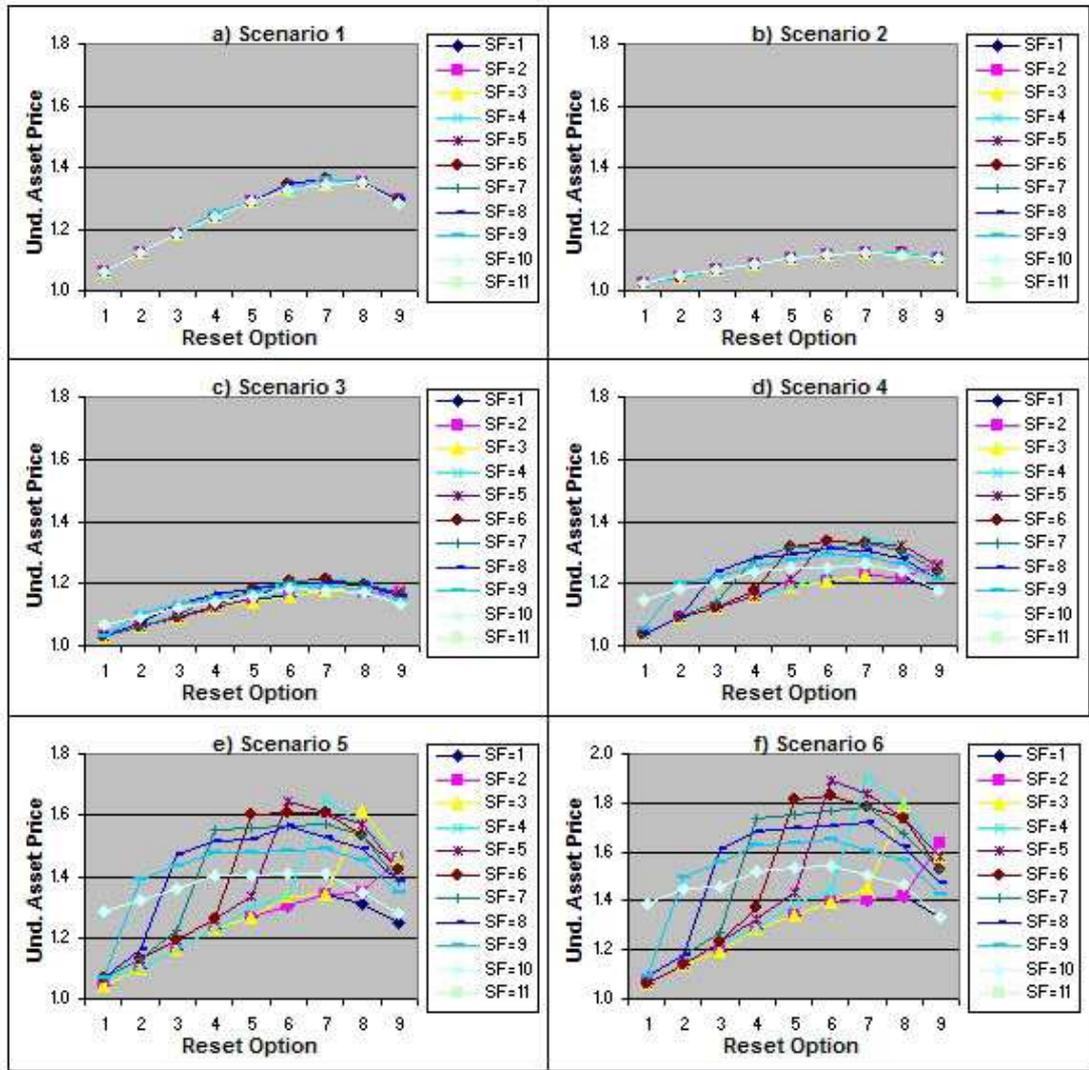 a) Scenario 1
Und. Asset Price
1.8
1.6
1.4
1.2
1.0
1 2 3 4 5 6 7 8 9
Reset Option
SF=1
SF=2
SF=3
SF=4
SF=5
SF=6
SF=7
SF=8
SF=9
SF=10
SF=11
b) Scenario 2
Und. Asset Price
1.8
1.6
1.4
1.2
1.0
1 2 3 4 5 6 7 8 9
Reset Option
SF=1
SF=2
SF=3
SF=4
SF=5
SF=6
SF=7
SF=8
SF=9
SF=10
SF=11
c) Scenario 3
Und. Asset Price
1.8
1.6
1.4
1.2
1.0
1 2 3 4 5 6 7 8 9
Reset Option
SF=1
SF=2
SF=3
SF=4
SF=5
SF=6
SF=7
SF=8
SF=9
SF=10
SF=11
d) Scenario 4
Und. Asset Price
1.8
1.6
1.4
1.2
1.0
1 2 3 4 5 6 7 8 9
Reset Option
SF=1
SF=2
SF=3
SF=4
SF=5
SF=6
SF=7
SF=8
SF=9
SF=10
SF=11
e) Scenario 5
Und. Asset Price
1.8
1.6
1.4
1.2
1.0
1 2 3 4 5 6 7 8 9
Reset Option
SF=1
SF=2
SF=3
SF=4
SF=5
SF=6
SF=7
SF=8
SF=9
SF=10
SF=11
f) Scenario 6
Und. Asset Price
2.0
1.8
1.6
1.4
1.2
1.0
1 2 3 4 5 6 7 8 9
Reset Option
SF=1
SF=2
SF=3
SF=4
SF=5
SF=6
SF=7
SF=8
SF=9
SF=10
SF=11